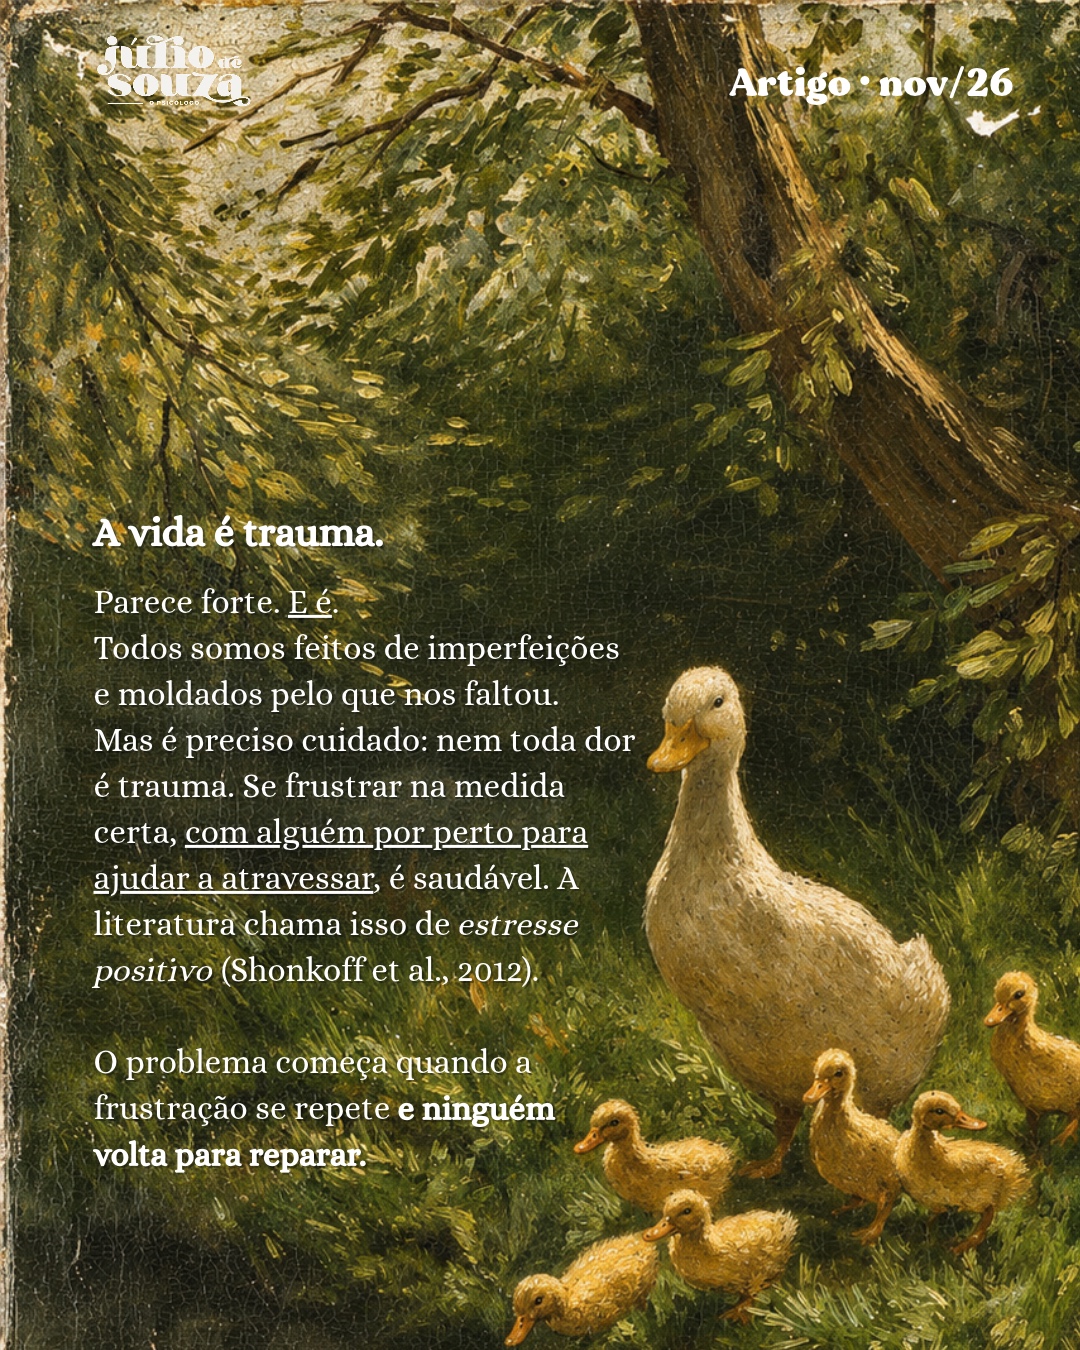 júlio de
souza
O PSICÓLOGO
Artigo • nov/26
A vida é trauma.
Parece forte. E é.
Todos somos feitos de imperfeições
e moldados pelo que nos faltou.
Mas é preciso cuidado: nem toda dor
é trauma. Se frustrar na medida
certa, com alguém por perto para
ajudar a atravessar, é saudável. A
literatura chama isso de estresse
positivo (Shonkoff et al., 2012).
O problema começa quando a
frustração se repete e ninguém
volta para reparar.